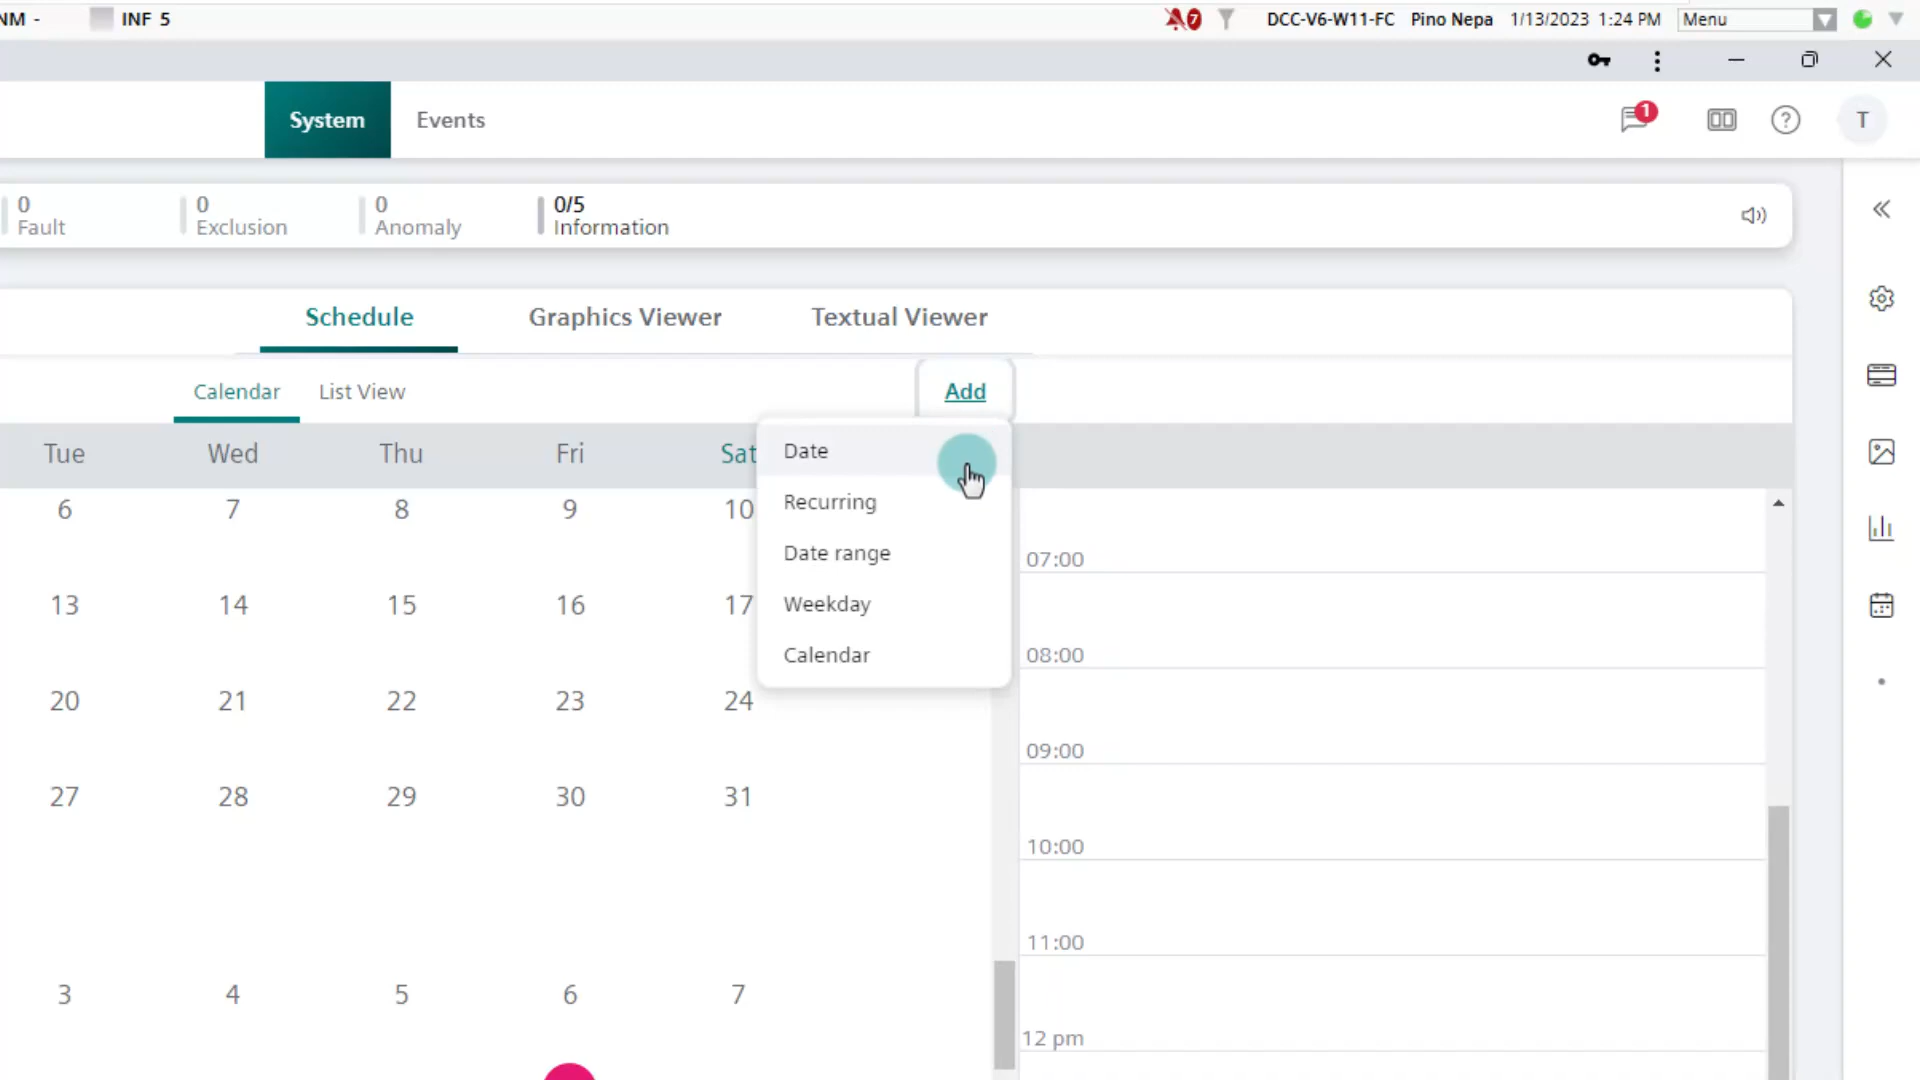 NM - INF 5 7 DCC-V6-W11-FC Pino Nepa 1/13/2023 1:24 PM Menu
System Events 1 ? T
0 0 0 0/5
Fault Exclusion Anomaly Information
Schedule Graphics Viewer Textual Viewer
Calendar List View Add
Tue Wed Thu Fri Sat
Date
Recurring
Date range
Weekday
Calendar
6 7 8 9 10
13 14 15 16 17
20 21 22 23 24
27 28 29 30 31
3 4 5 6 7
07:00
08:00
09:00
10:00
11:00
12 pm